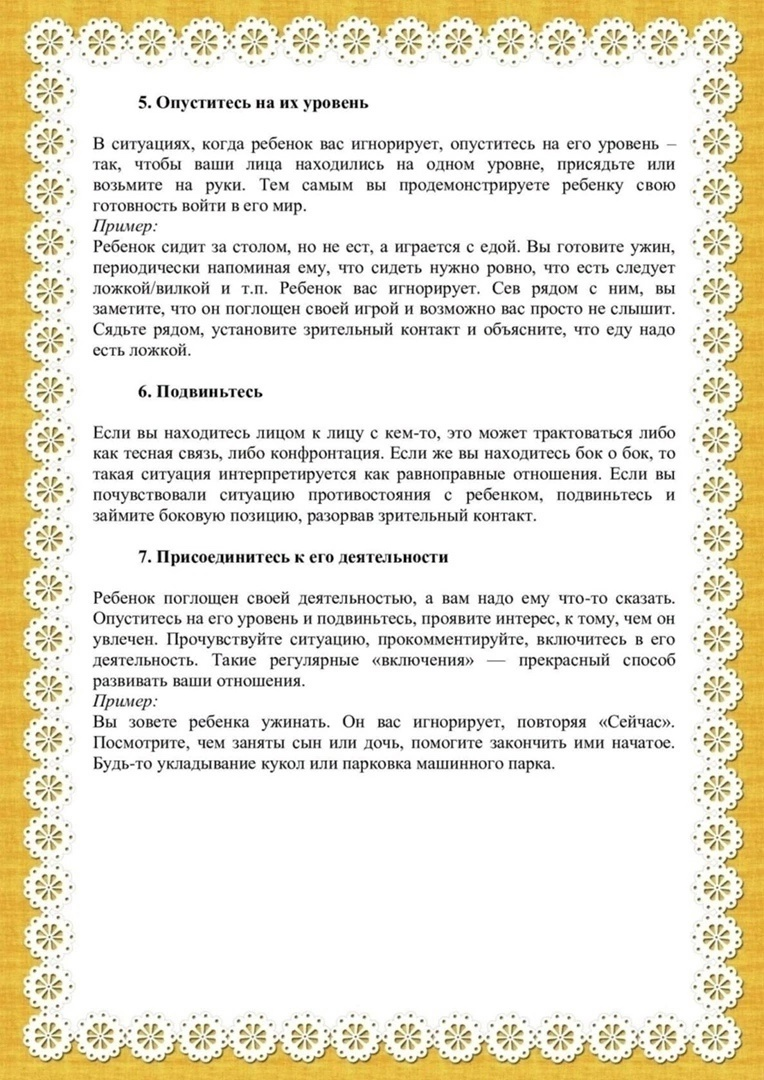 5. Опуститесь на их уровень
В ситуациях, когда ребенок вас игнорирует, опуститесь на его уровень –
так, чтобы ваши лица находились на одном уровне, присядьте или
возьмите на руки. Тем самым вы продемонстрируете ребенку свою
готовность войти в его мир.
Пример:
Ребенок сидит за столом, но не ест, а играется с едой. Вы готовите ужин,
периодически напоминая ему, что сидеть нужно ровно, что есть следует
ложкой/вилкой и т.п. Ребенок вас игнорирует. Сев рядом с ним, вы
заметите, что он поглощен своей игрой и возможно вас просто не слышит.
Сядьте рядом, установите зрительный контакт и объясните, что еду надо
есть ложкой.
6. Подвиньтесь
Если вы находитесь лицом к лицу с кем-то, это может трактоваться либо
как тесная связь, либо конфронтация. Если же вы находитесь бок о бок, то
такая ситуация интерпретируется как равноправные отношения. Если вы
почувствовали ситуацию противостояния с ребенком, подвиньтесь и
займите боковую позицию, разорвав зрительный контакт.
7. Присоединитесь к его деятельности
Ребенок поглощен своей деятельностью, а вам надо ему что-то сказать.
Опуститесь на его уровень и подвиньтесь, проявите интерес, к тому, чем он
увлечен. Прочувствуйте ситуацию, прокомментируйте, включитесь в его
деятельность. Такие регулярные «включения» — прекрасный способ
развивать ваши отношения.
Пример:
Вы зовете ребенка ужинать. Он вас игнорирует, повторяя «Сейчас».
Посмотрите, чем заняты сын или дочь, помогите закончить ими начатое.
Будь-то укладывание кукол или парковка машинного парка.